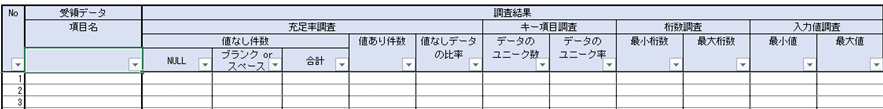 No 受領データ 調査結果
項目名 充足率調査 キー項目調査 桁数調査 入力値調査
値なし件数 値あり件数 値なしデータの比率 データのユニーク数 データのユニーク率 最小桁数 最大桁数 最小値 最大値
NULL ブランク or スペース 合計
1
2
3